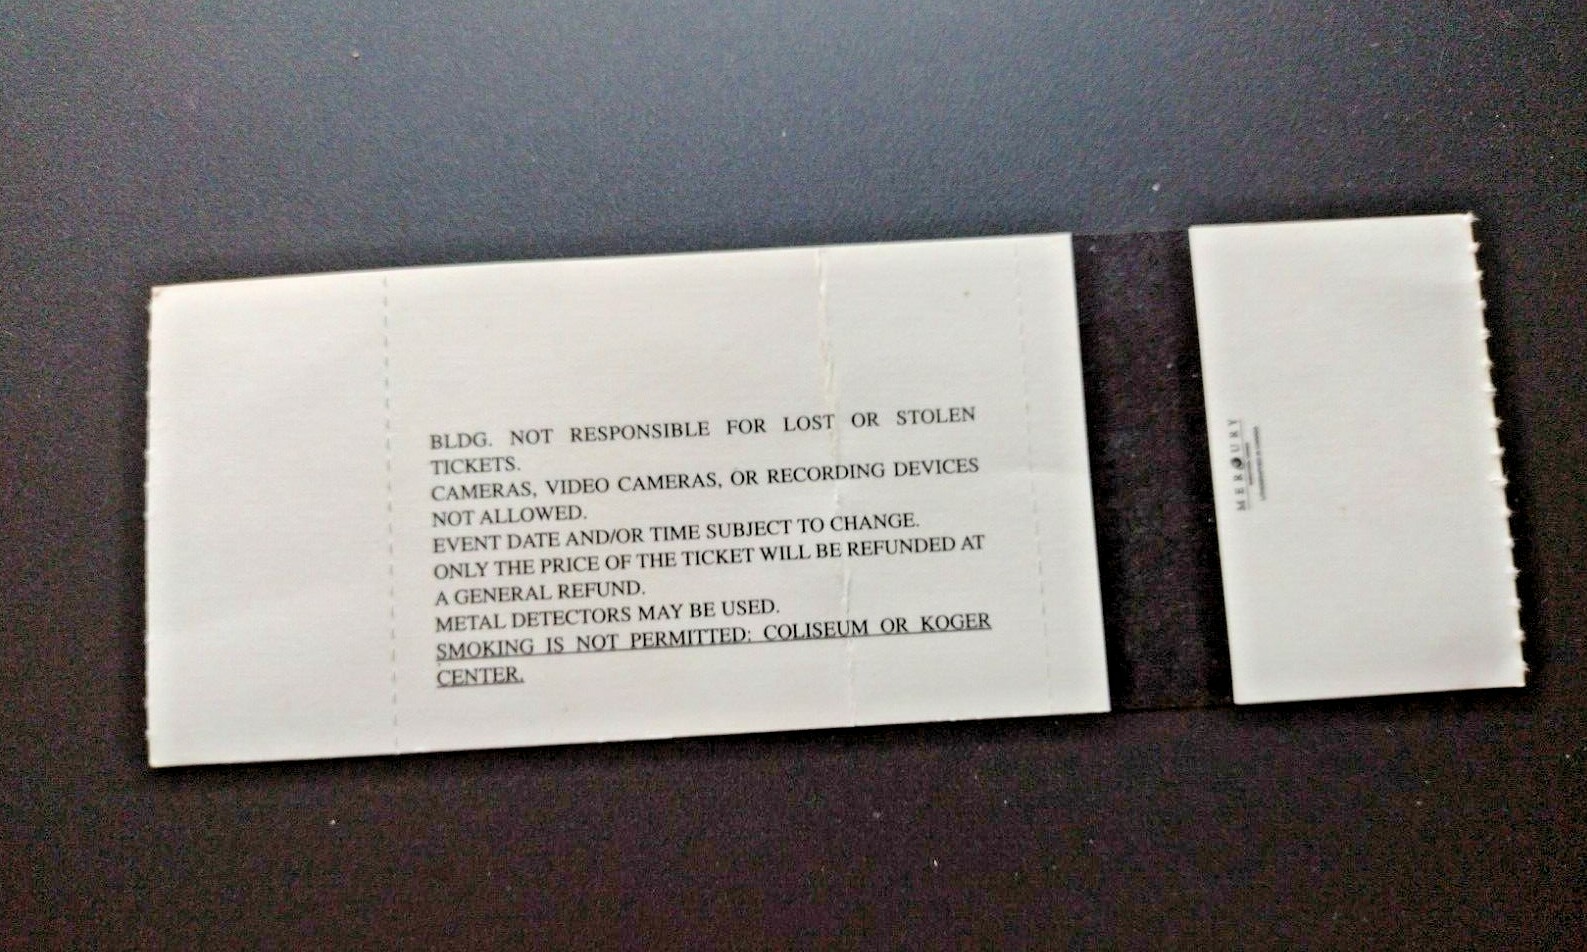 BLDG. NOT RESPONSIBLE FOR LOST OR STOLEN
TICKETS.
CAMERAS, VIDEO CAMERAS, OR RECORDING DEVICES
NOT ALLOWED.
EVENT DATE AND/OR TIME SUBJECT TO CHANGE.
ONLY THE PRICE OF THE TICKET WILL BE REFUNDED AT
A GENERAL REFUND.
METAL DETECTORS MAY BE USED.
SMOKING IS NOT PERMITTED: COLISEUM OR KOGER
CENTER.
MERCURY